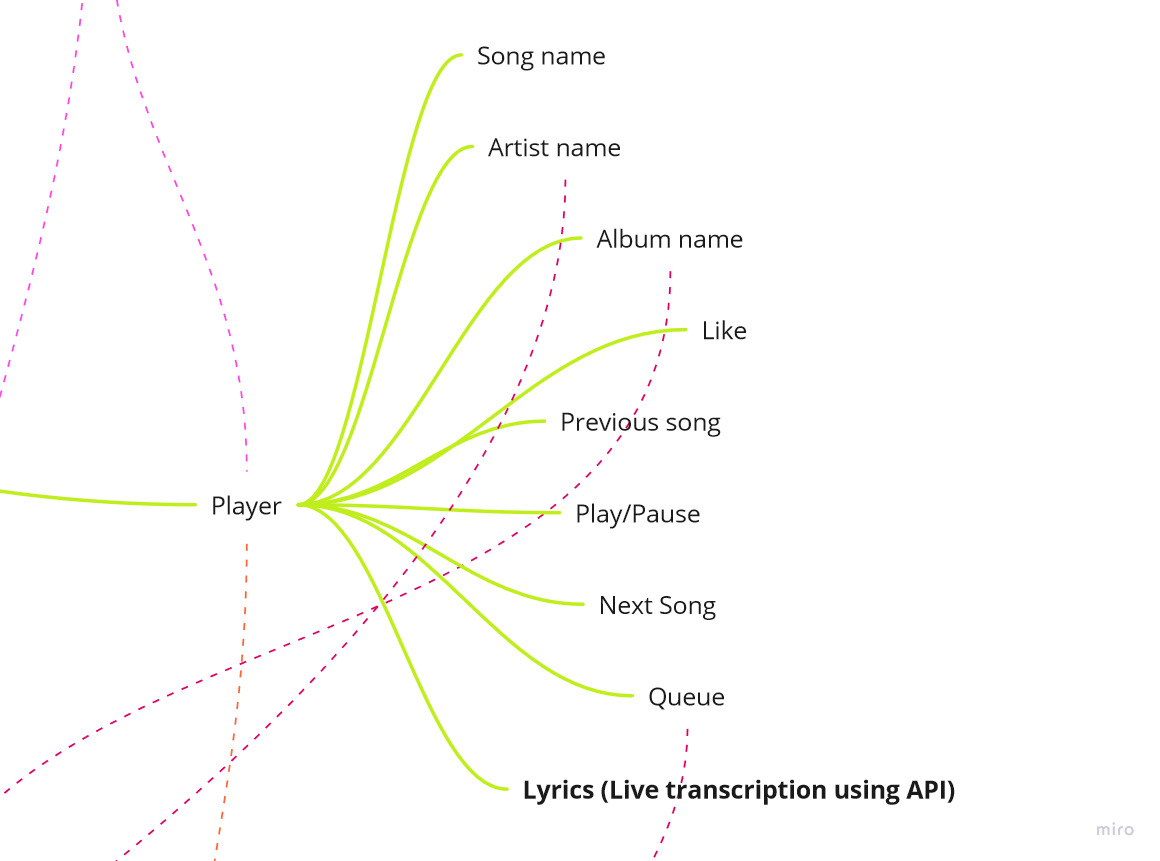 Song name
Artist name
Album name
Like
Previous song
Player
Play/Pause
Next Song
Queue
Lyrics (Live transcription using API)
miro